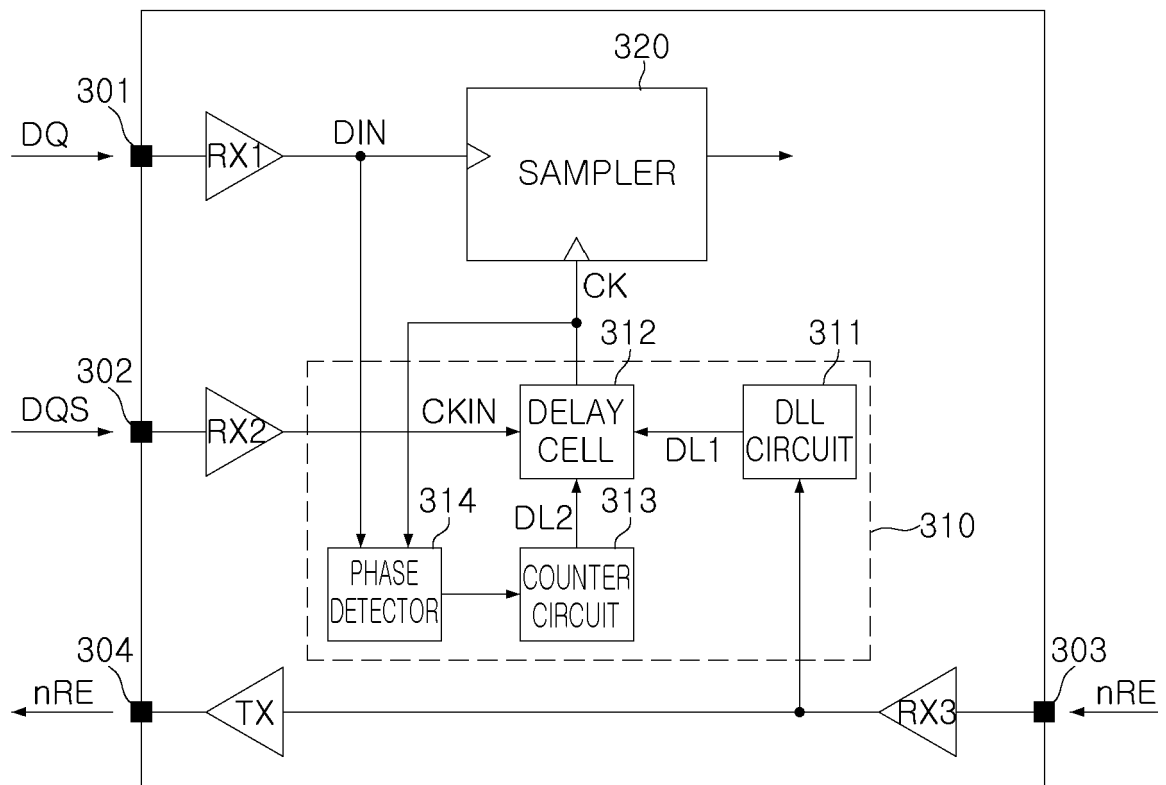 320
301
DQ
RX1
DIN
SAMPLER
CK
312
311
302
DQS
RX2
CKIN
DELAY
CELL
DL1
DLL
CIRCUIT
314
DL2
313
310
PHASE
DETECTOR
COUNTER
CIRCUIT
304
nRE
TX
RX3
303
nRE